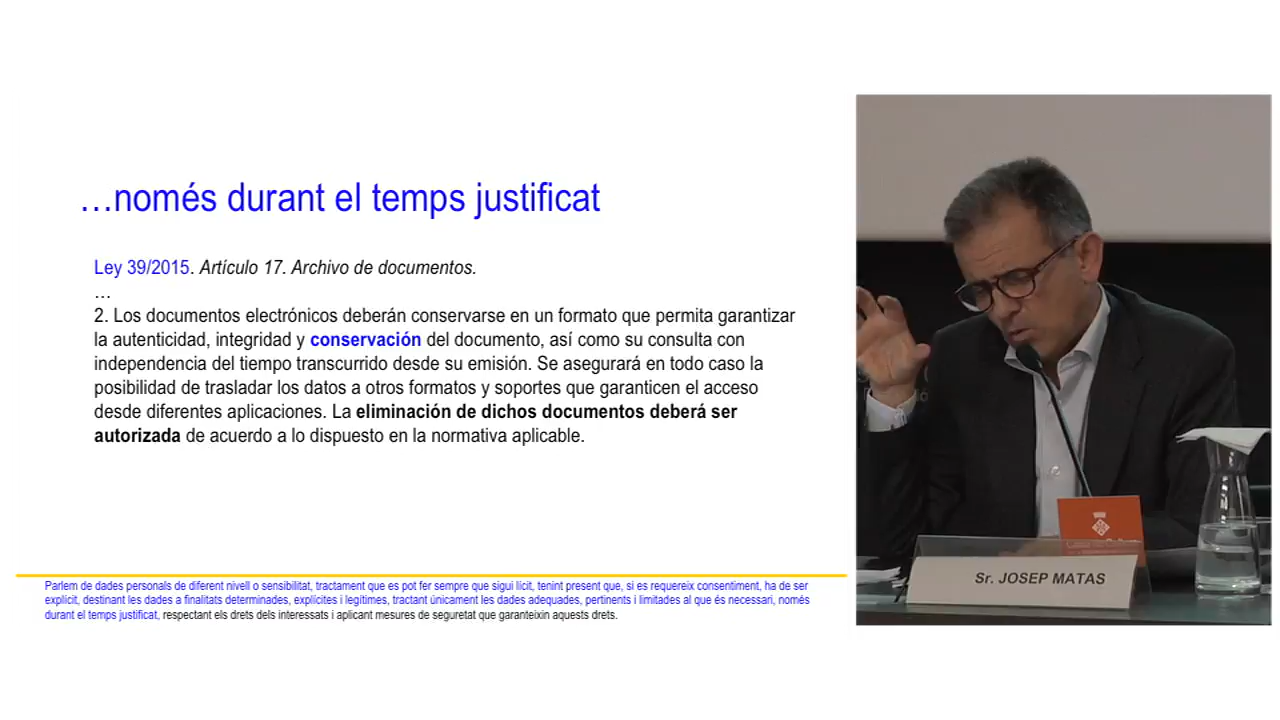 …només durant el temps justificat
Ley 39/2015. Artículo 17. Archivo de documentos.
…
2. Los documentos electrónicos deberán conservarse en un formato que permita garantizar
la autenticidad, integridad y conservación del documento, así como su consulta con
independencia del tiempo transcurrido desde su emisión. Se asegurará en todo caso la
posibilidad de trasladar los datos a otros formatos y soportes que garanticen el acceso
desde diferentes aplicaciones. La eliminación de dichos documentos deberá ser
autorizada de acuerdo a lo dispuesto en la normativa aplicable.
Parlem de dades personals de diferent nivell o sensibilitat, tractament que es pot fer sempre que sigui lícit, tenint present que, si es requereix consentiment, ha de ser
explícit, destinant les dades a finalitats determinades, explícites i legítimes, tractant únicament les dades adequades, pertinents i limitades al que és necessari, només
durant el temps justificat, respectant els drets dels interessats i aplicant mesures de seguretat que garanteixin aquests drets.
Sr. JOSEP MATAS